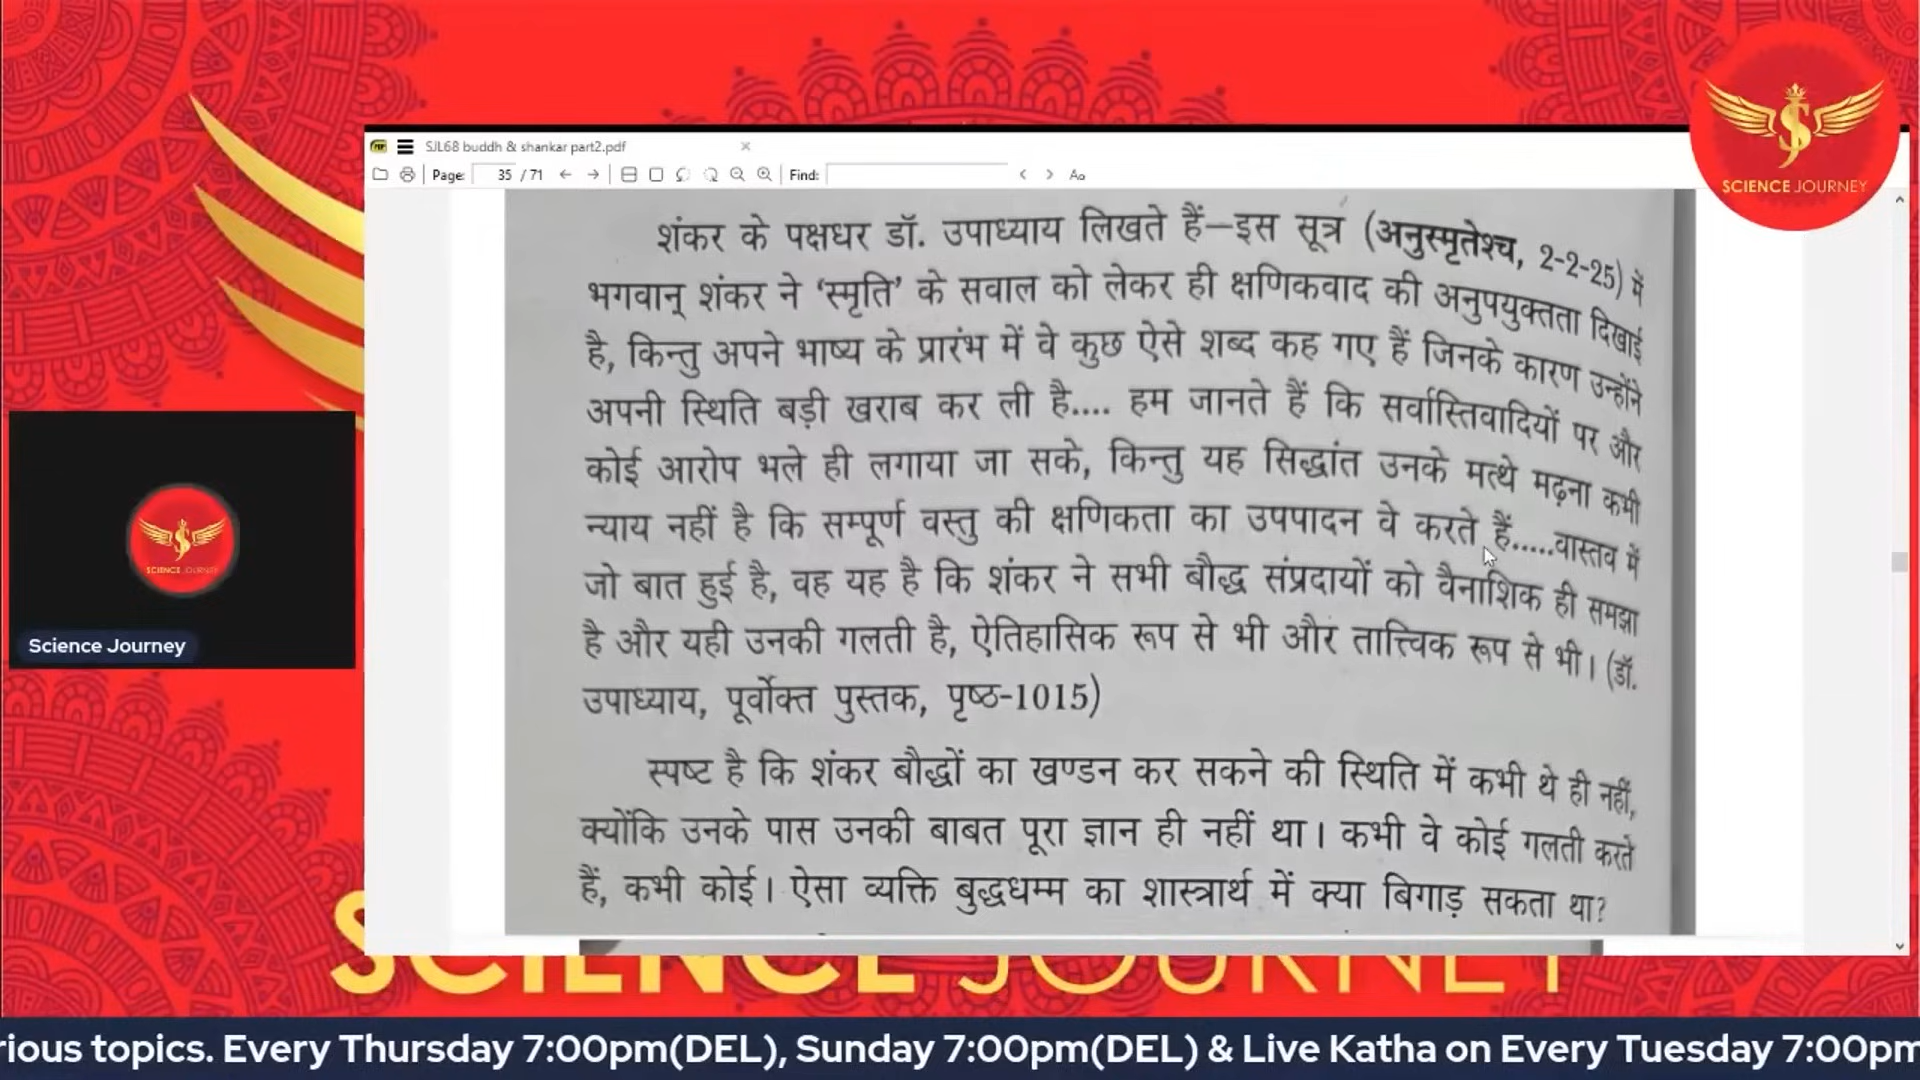 SCIENCE JOURNEY
SJL68 buddh & shankar part2.pdf
Page: 35 / 71 Find:
शंकर के पक्षधर डॉ. उपाध्याय लिखते हैं—इस सूत्र (अनुस्मृतेश्च, 2-2-25) में
भगवान् शंकर ने ‘स्मृति’ के सवाल को लेकर ही क्षणिकवाद की अनुपयुक्तता दिखाई
है, किन्तु अपने भाष्य के प्रारंभ में वे कुछ ऐसे शब्द कह गए हैं जिनके कारण उन्होंने
अपनी स्थिति बड़ी खराब कर ली है.... हम जानते हैं कि सर्वास्तिवादियों पर और
कोई आरोप भले ही लगाया जा सके, किन्तु यह सिद्धांत उनके मत्थे मढ़ना कभी
न्याय नहीं है कि सम्पूर्ण वस्तु की क्षणिकता का उपपादन वे करते हैं.....वास्तव में
जो बात हुई है, वह यह है कि शंकर ने सभी बौद्ध संप्रदायों को वैनाशिक ही समझा
है और यही उनकी गलती है, ऐतिहासिक रूप से भी और तात्त्विक रूप से भी। (डॉ.
उपाध्याय, पूर्वोक्त पुस्तक, पृष्ठ-1015)
स्पष्ट है कि शंकर बौद्धों का खण्डन कर सकने की स्थिति में कभी थे ही नहीं,
क्योंकि उनके पास उनकी बाबत पूरा ज्ञान ही नहीं था। कभी वे कोई गलती करते
हैं, कभी कोई। ऐसा व्यक्ति बुद्धधम्म का शास्त्रार्थ में क्या बिगाड़ सकता था?
SCIENCE JOURNEY
Science Journey
SCIENCE JOURNEY
rious topics. Every Thursday 7:00pm(DEL), Sunday 7:00pm(DEL) & Live Katha on Every Tuesday 7:00pm